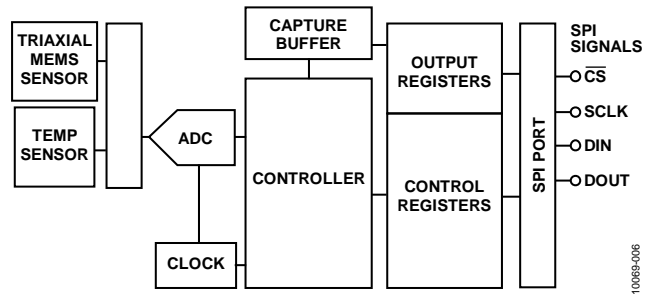 TRIAXIAL
MEMS
SENSOR
TEMP
SENSOR
ADC
CLOCK
CAPTURE
BUFFER
CONTROLLER
OUTPUT
REGISTERS
CONTROL
REGISTERS
SPI PORT
SPI
SIGNALS
C̅S̅
SCLK
DIN
DOUT
10069-006